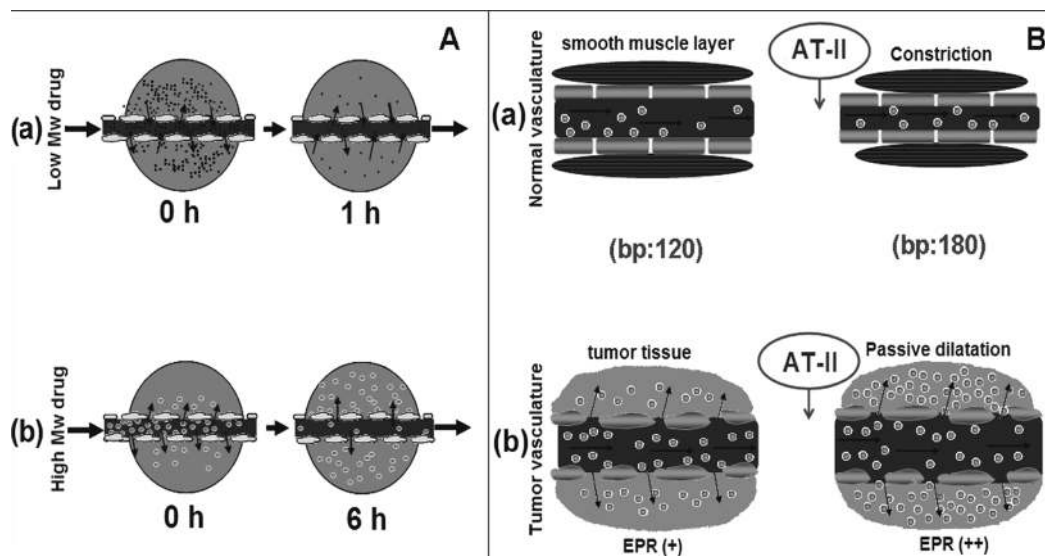 A
(a)
Low Mw drug
0 h
1 h
(b)
High Mw drug
0 h
6 h
B
(a)
Normal vasculature
smooth muscle layer
AT-II
Constriction
(bp:120)
(bp:180)
(b)
Tumor vasculature
tumor tissue
AT-II
Passive dilatation
EPR (+)
EPR (++)